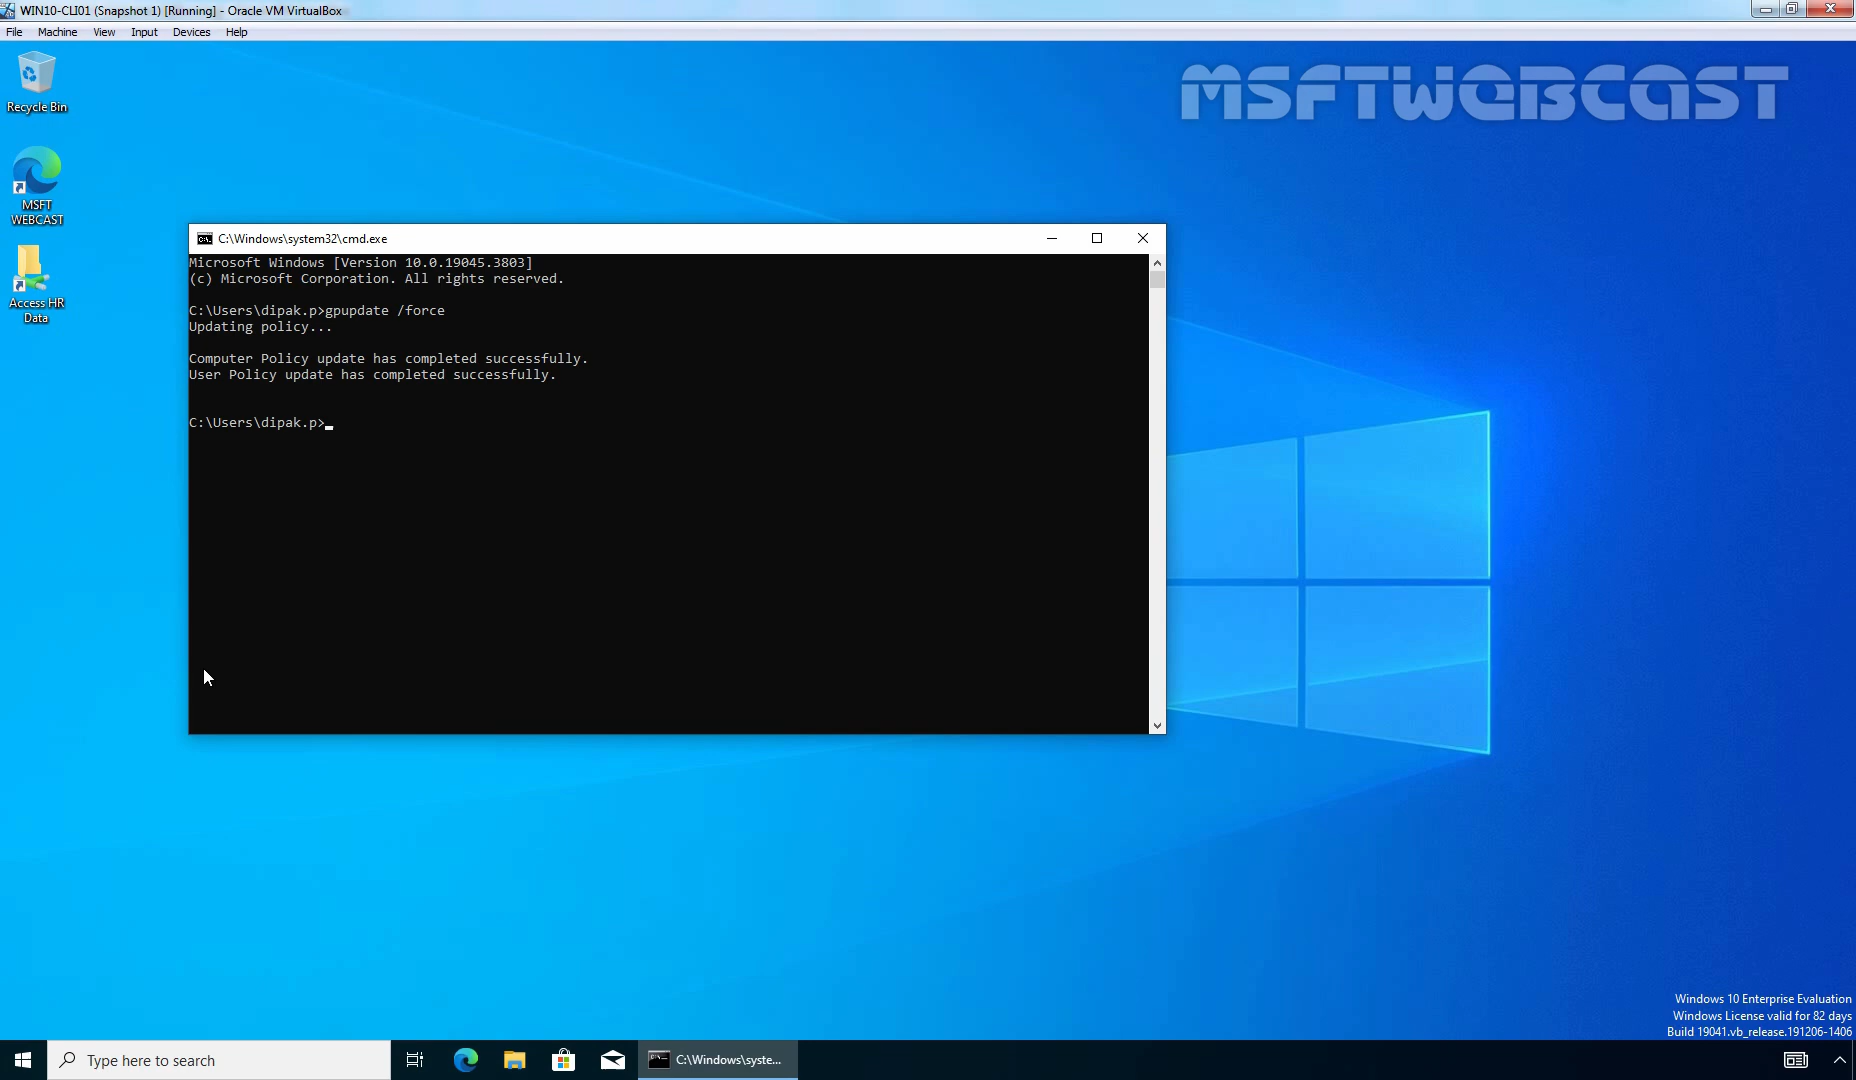 WIN10-CLI01 (Snapshot 1) [Running] - Oracle VM VirtualBox
File Machine View Input Devices Help
MSFTWEBCAST
Recycle Bin
MSFT
WEBCAST
Access HR
Data
C:\Windows\system32\cmd.exe
Microsoft Windows [Version 10.0.19045.3803]
(c) Microsoft Corporation. All rights reserved.
C:\Users\dipak.p>gpupdate /force
Updating policy...
Computer Policy update has completed successfully.
User Policy update has completed successfully.
C:\Users\dipak.p>
Windows 10 Enterprise Evaluation
Windows License valid for 82 days
Build 19041.vb_release.191206-1406
Type here to search
C:\Windows\syste...